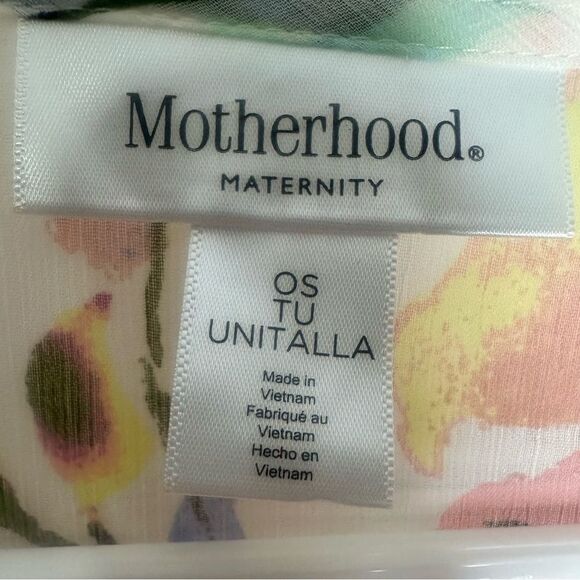 Motherhood®
MATERNITY
OS
TU
UNITALLA
Made in
Vietnam
Fabriqué au
Vietnam
Hecho en
Vietnam